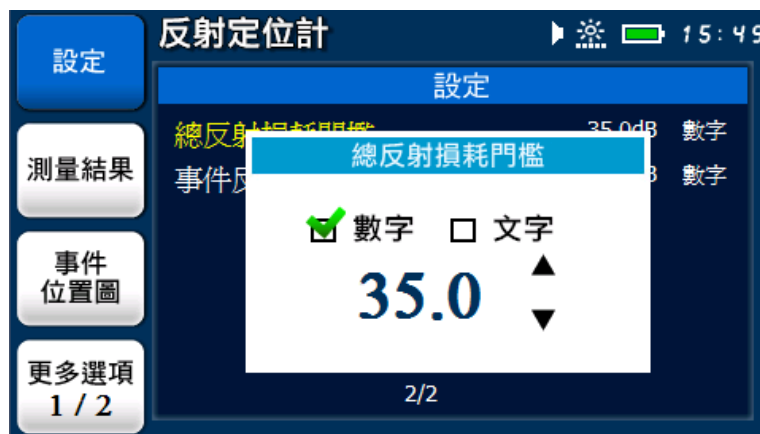 設定
反射定位計
15:49
設定
測量結果
事件
位置圖
更多選項
1 / 2
總反射損耗門檻 35.0dB 數字
事件反 數字
總反射損耗門檻
數字 文字
35.0
2/2